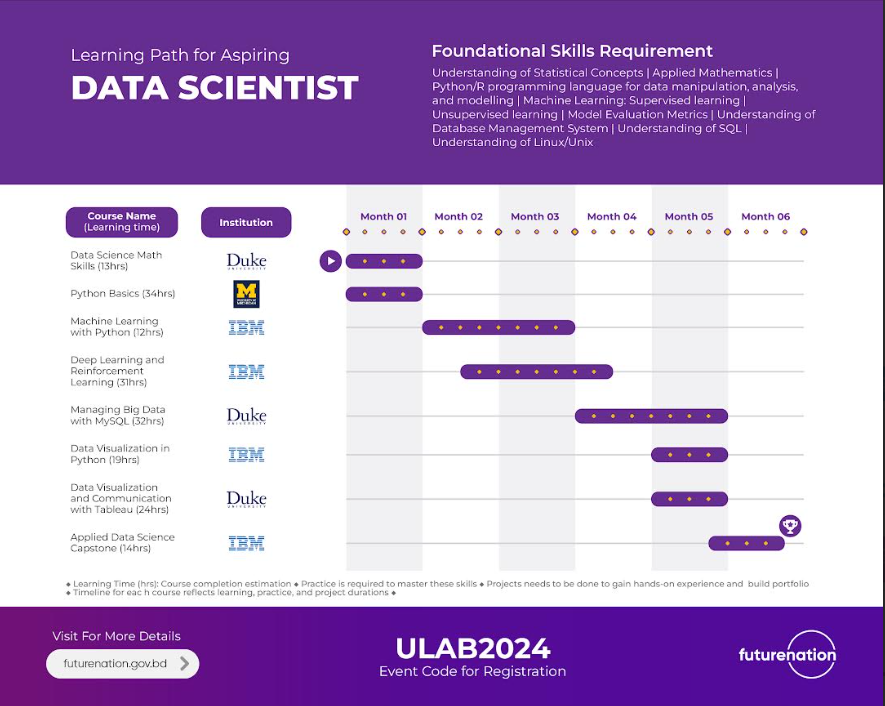 Learning Path for Aspiring
DATA SCIENTIST
Foundational Skills Requirement
Understanding of Statistical Concepts | Applied Mathematics |
Python/R programming language for data manipulation, analysis,
and modelling | Machine Learning: Supervised learning |
Unsupervised learning | Model Evaluation Metrics | Understanding of
Database Management System | Understanding of SQL |
Understanding of Linux/Unix
Course Name
(Learning time)
Institution
Month 01
Month 02
Month 03
Month 04
Month 05
Month 06
Data Science Math
Skills (13hrs)
Duke
UNIVERSITY
Python Basics (34hrs)
M
Machine Learning
with Python (12hrs)
IBM
Deep Learning and
Reinforcement
Learning (31hrs)
IBM
Managing Big Data
with MySQL (32hrs)
Duke
UNIVERSITY
Data Visualization in
Python (19hrs)
IBM
Data Visualization
and Communication
with Tableau (24hrs)
Duke
UNIVERSITY
Applied Data Science
Capstone (14hrs)
IBM
◆ Learning Time (hrs): Course completion estimation ◆ Practice is required to master these skills ◆ Projects needs to be done to gain hands-on experience and build portfolio
◆ Timeline for each h course reflects learning, practice, and project durations ◆
Visit For More Details
futurenation.gov.bd
ULAB2024
Event Code for Registration
futurenation